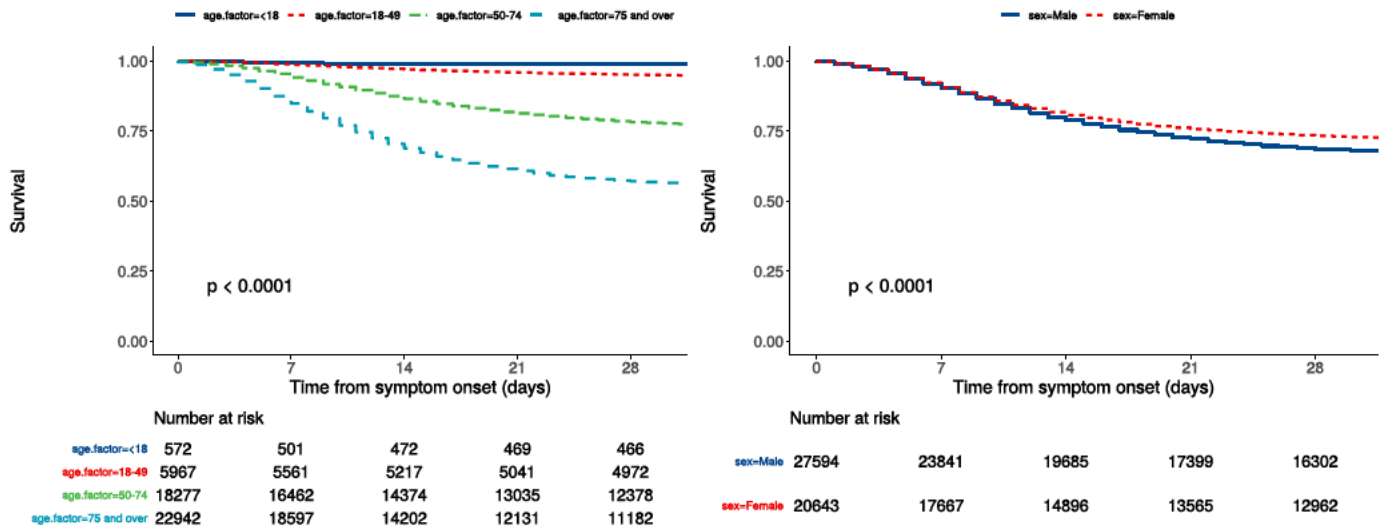 age.factor=<18 age.factor=18-49 age.factor=50-74 age.factor=75 and over
1.00
0.75
0.50
0.25
0.00
Survival
p < 0.0001
0 7 14 21 28
Time from symptom onset (days)
Number at risk
age.factor=<18 572 501 472 469 466
age.factor=18-49 5967 5561 5217 5041 4972
age.factor=50-74 18277 16462 14374 13035 12378
age.factor=75 and over 22942 18597 14202 12131 11182
sex=Male sex=Female
1.00
0.75
0.50
0.25
0.00
Survival
p < 0.0001
0 7 14 21 28
Time from symptom onset (days)
Number at risk
sex=Male 27594 23841 19685 17399 16302
sex=Female 20643 17667 14896 13565 12962